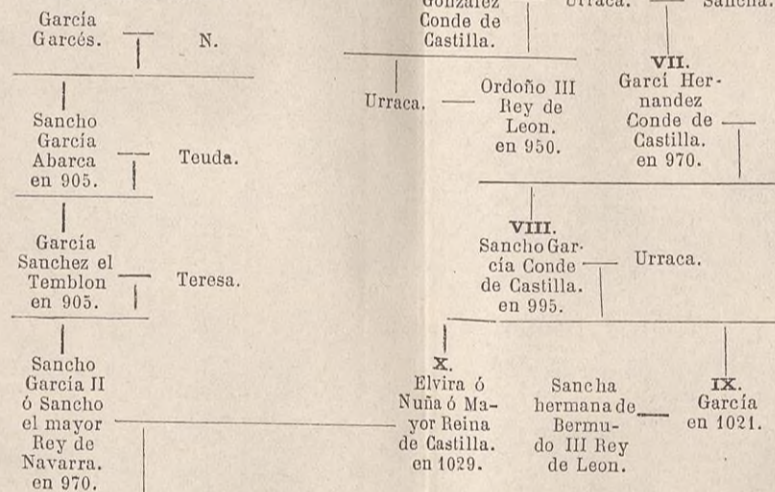 García
Garcés.
N.
Gonzalez
Conde de
Castilla.
Urraca.
Sancha.
Urraca.
Ordoño III
Rey de
Leon.
en 950.
VII.
Garci Her-
nandez
Conde de
Castilla.
en 970.
Sancho
García
Abarca
en 905.
Teuda.
VIII.
Sancho Gar-
cía Conde
de Castilla.
en 995.
Urraca.
García
Sanchez el
Temblon
en 905.
Teresa.
Sancho
García II
ó Sancho
el mayor
Rey de
Navarra.
en 970.
X.
Elvira ó
Nuña ó Ma-
yor Reina
de Castilla.
en 1029.
Sancha
hermana de
Bermu-
do III Rey
de Leon.
IX.
García
en 1021.